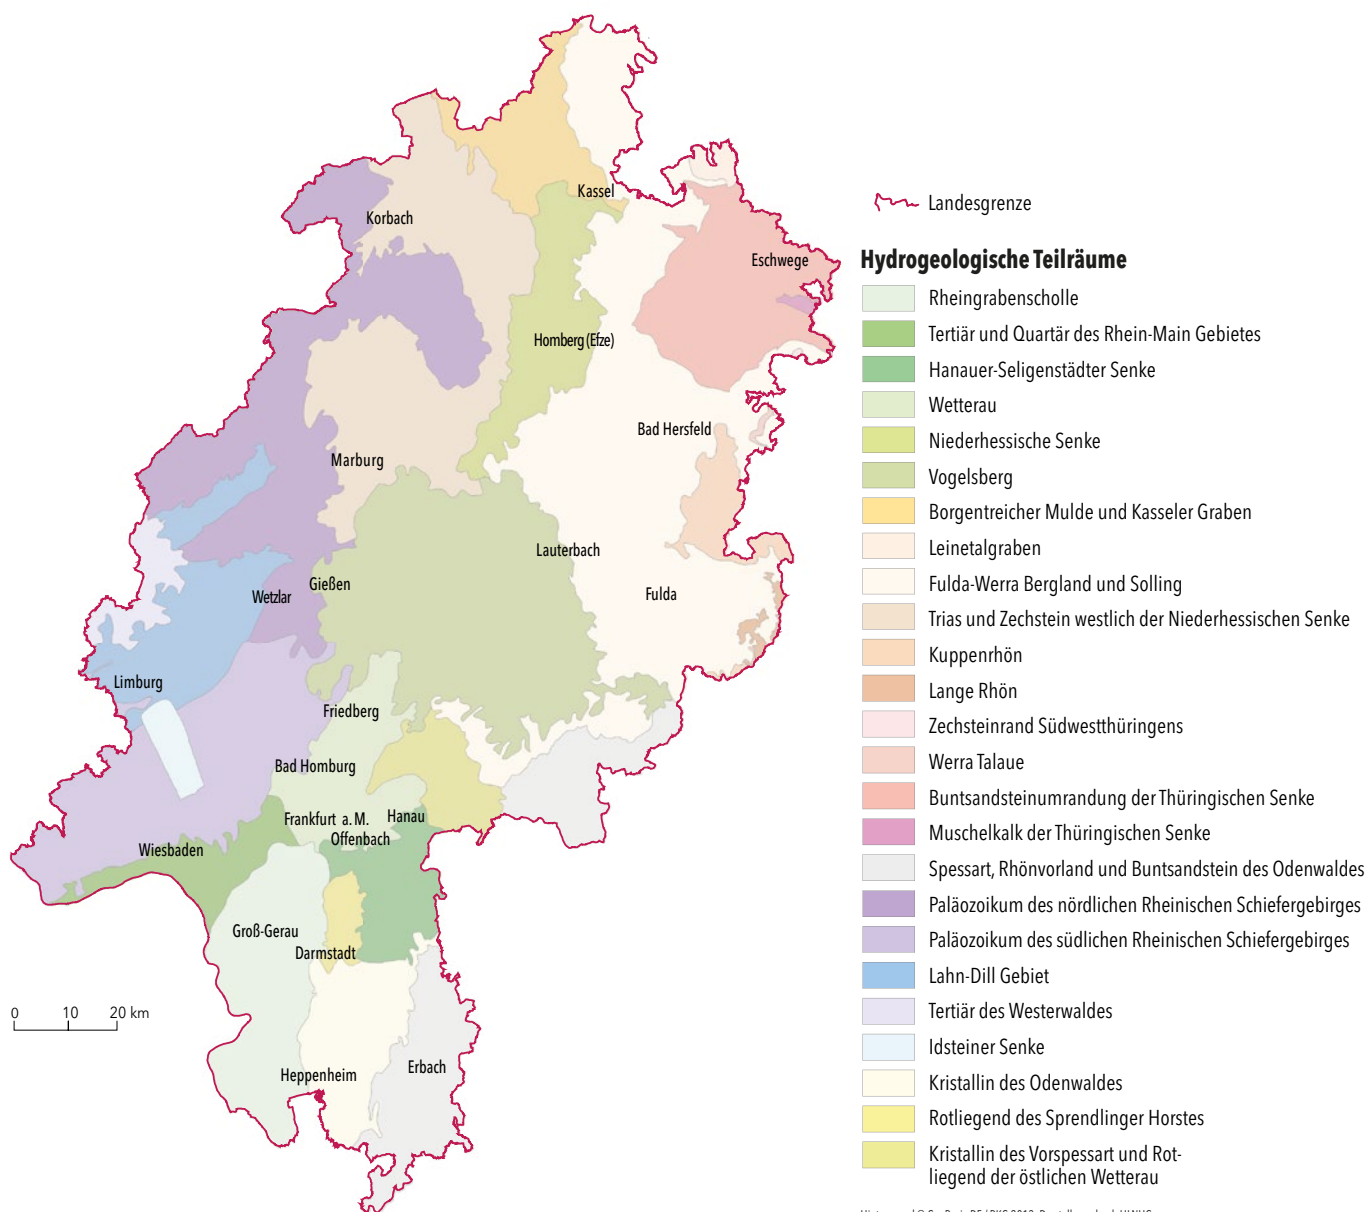 Kassel
Korbach
Eschwege
Homberg (Efze)
Bad Hersfeld
Marburg
Lauterbach
Gießen
Wetzlar
Fulda
Limburg
Friedberg
Bad Homburg
Frankfurt a. M.
Hanau
Offenbach
Wiesbaden
Groß-Gerau
Darmstadt
Heppenheim
Erbach
0 10 20 km
Landesgrenze
Hydrogeologische Teilräume
Rheingrabenscholle
Tertiär und Quartär des Rhein-Main Gebietes
Hanauer-Seligenstädter Senke
Wetterau
Niederhessische Senke
Vogelsberg
Borgentreicher Mulde und Kasseler Graben
Leinetalgraben
Fulda-Werra Bergland und Solling
Trias und Zechstein westlich der Niederhessischen Senke
Kuppenrhön
Lange Rhön
Zechsteinrand Südwestthüringens
Werra Talaue
Buntsandsteinumrandung der Thüringischen Senke
Muschelkalk der Thüringischen Senke
Spessart, Rhönvorland und Buntsandstein des Odenwaldes
Paläozoikum des nördlichen Rheinischen Schiefergebirges
Paläozoikum des südlichen Rheinischen Schiefergebirges
Lahn-Dill Gebiet
Tertiär des Westerwaldes
Idsteiner Senke
Kristallin des Odenwaldes
Rotliegend des Sprendlinger Horstes
Kristallin des Vorspessart und Rot-
liegend der östlichen Wetterau